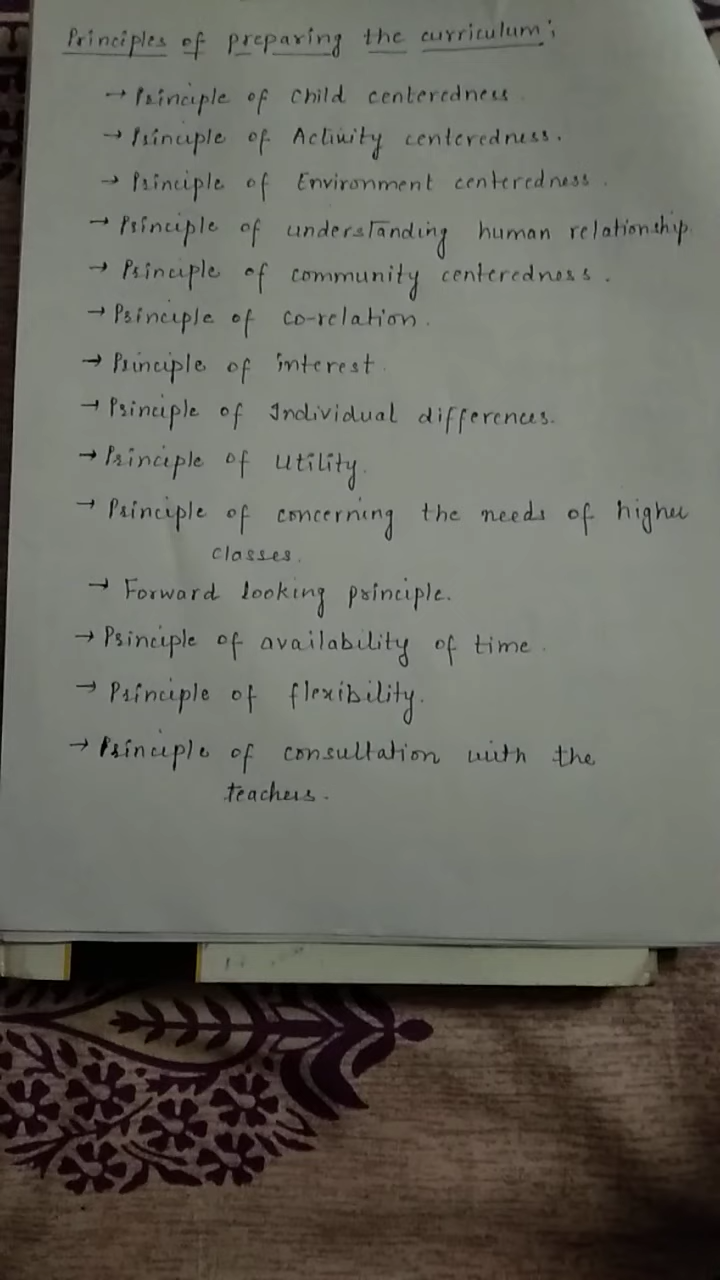 Principles of preparing the curriculum;
→ Principle of child centeredness.
→ Principle of Activity centeredness.
→ Principle of Environment centeredness.
→ Principle of understanding human relationship.
→ Principle of community centeredness.
→ Principle of co-relation.
→ Principle of interest.
→ Principle of Individual differences.
→ Principle of utility.
→ Principle of concerning the needs of higher
classes.
→ Forward looking principle.
→ Principle of availability of time.
→ Principle of flexibility.
→ Principle of consultation with the
teachers.